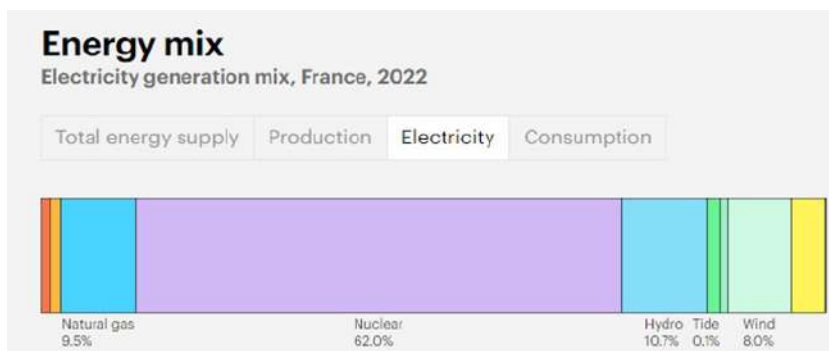 Energy mix
Electricity generation mix, France, 2022
Total energy supply Production Electricity Consumption
Natural gas Nuclear Hydro Tide Wind
9.5% 62.0% 10.7% 0.1% 8.0%